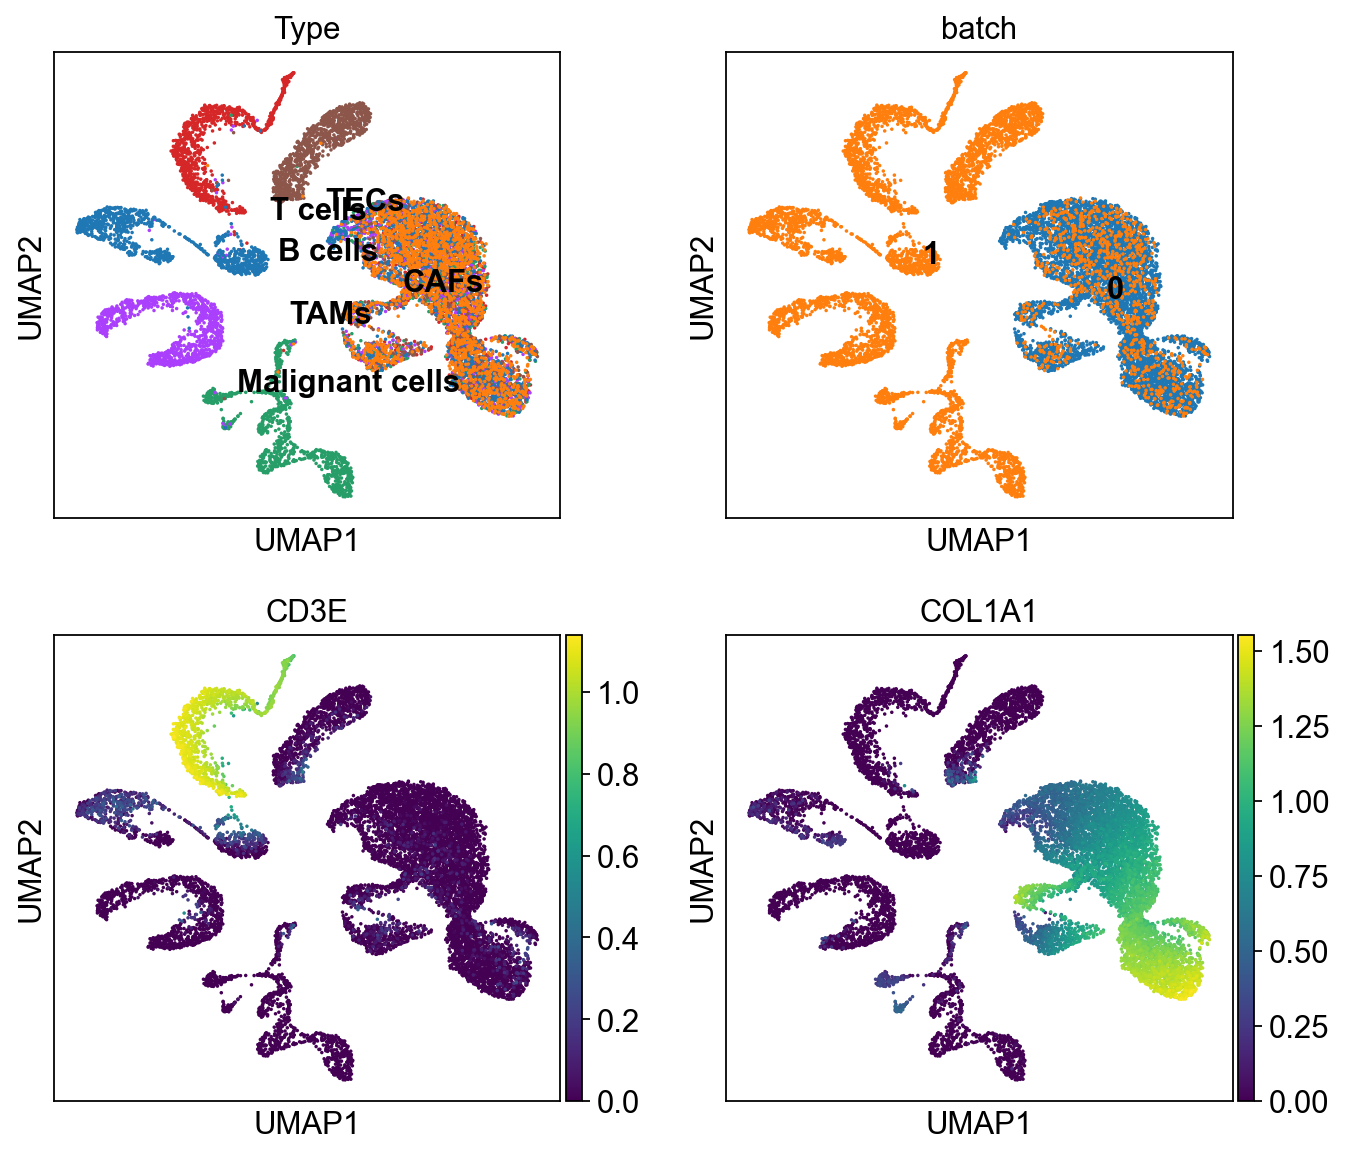 Type
TECs
T cells
B cells
CAFs
TAMs
Malignant cells
UMAP2
UMAP1
batch
1
0
UMAP2
UMAP1
CD3E
1.0
0.8
0.6
0.4
0.2
0.0
UMAP2
UMAP1
COL1A1
1.50
1.25
1.00
0.75
0.50
0.25
0.00
UMAP2
UMAP1